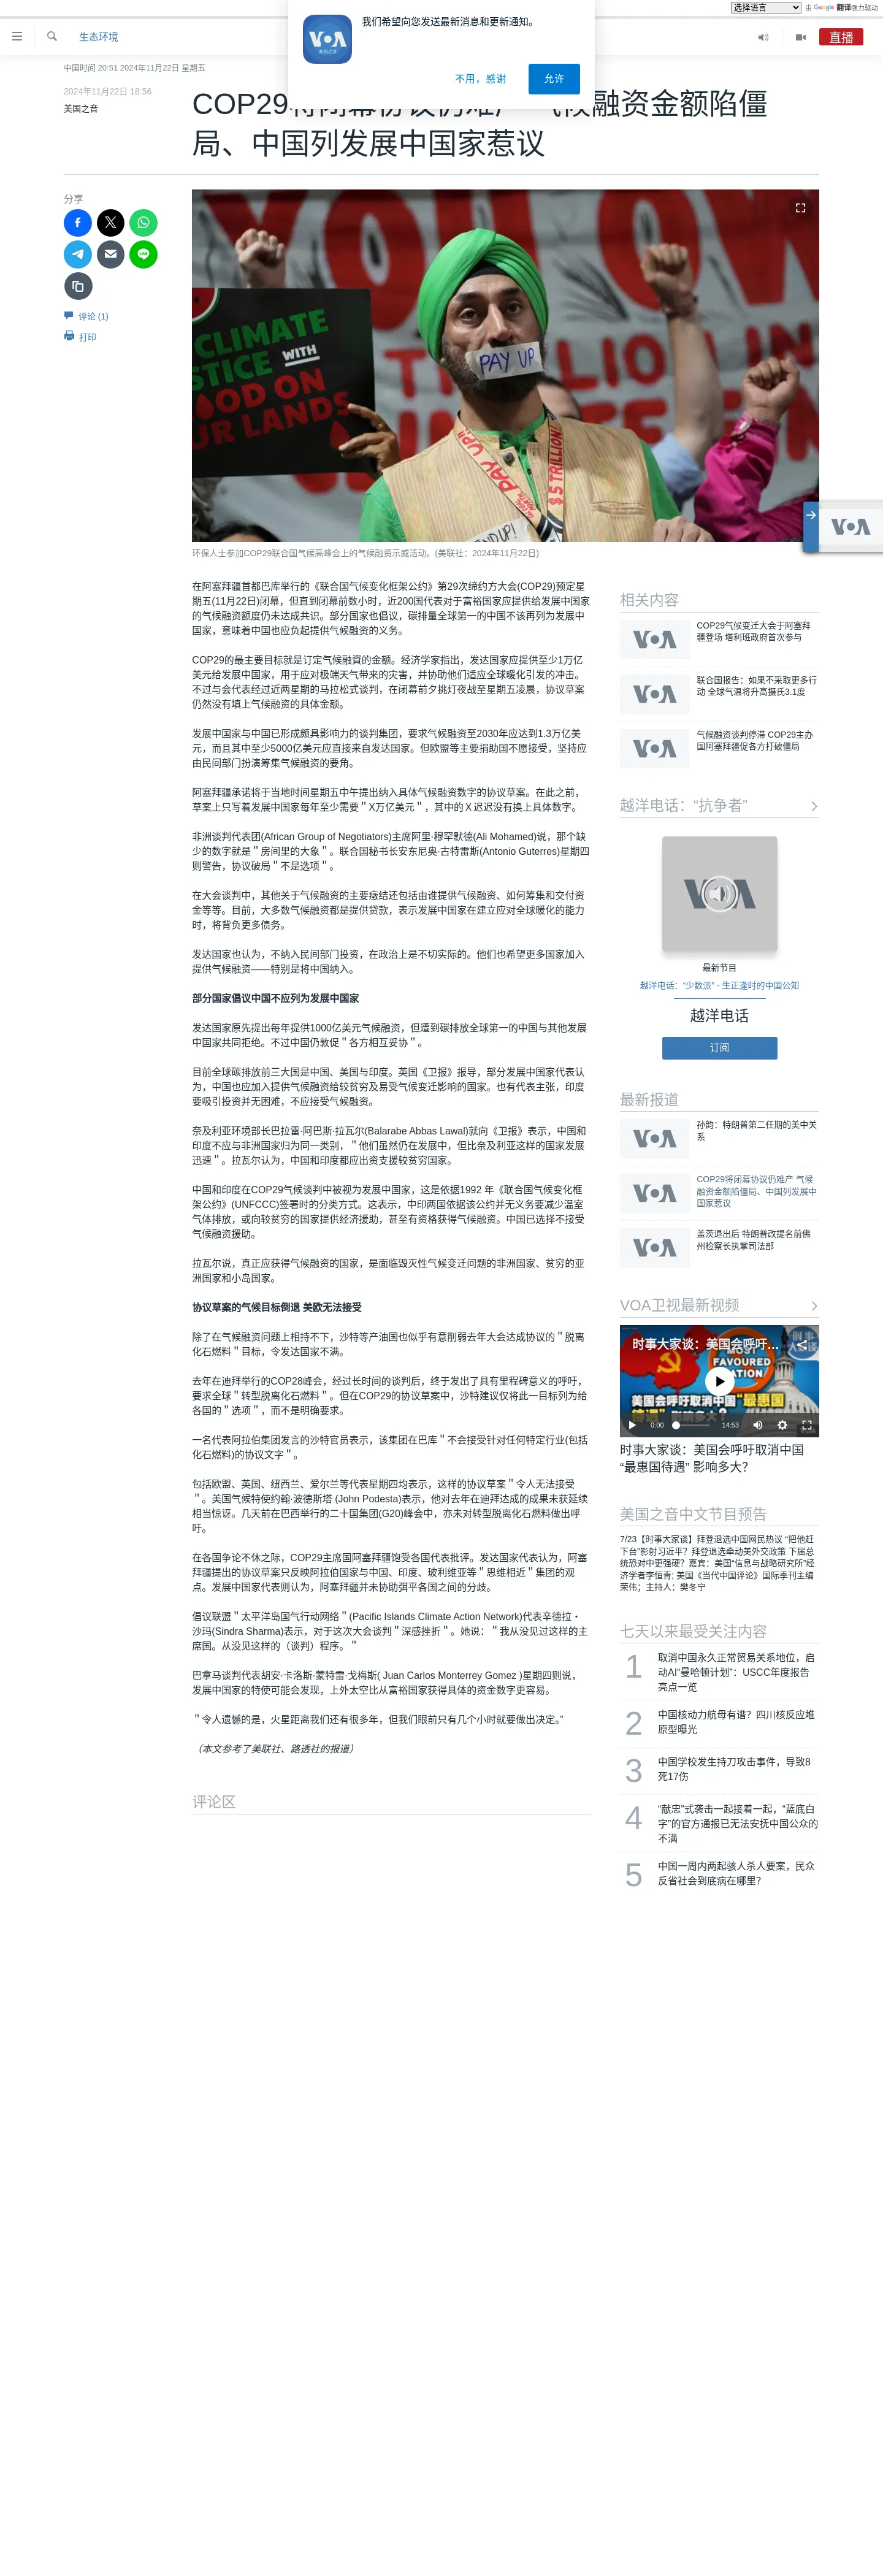 选择语言
由 Google 翻译强力驱动
我们希望向您发送最新消息和更新通知。
VOA
美国之音
不用，感谢
允许
生态环境
直播
中国时间 20:51 2024年11月22日 星期五
2024年11月22日 18:56
美国之音
COP29将闭幕协议仍难产 气候融资金额陷僵
局、中国列发展中国家惹议
分享
评论 (1)
打印
CLIMATE
JUSTICE WITH
BLOOD ON
OUR LANDS
PAY UP
PAY UP!!
$5 TRILLION!
环保人士参加COP29联合国气候高峰会上的气候融资示威活动。(美联社：2024年11月22日)
在阿塞拜疆首都巴库举行的《联合国气候变化框架公约》第29次缔约方大会(COP29)预定星
期五(11月22日)闭幕，但直到闭幕前数小时，近200国代表对于富裕国家应提供给发展中国家
的气候融资额度仍未达成共识。部分国家也倡议，碳排量全球第一的中国不该再列为发展中
国家，意味着中国也应负起提供气候融资的义务。
COP29的最主要目标就是订定气候融資的金额。经济学家指出，发达国家应提供至少1万亿
美元给发展中国家，用于应对极端天气带来的灾害，并协助他们适应全球暖化引发的冲击。
不过与会代表经过近两星期的马拉松式谈判，在闭幕前夕挑灯夜战至星期五凌晨，协议草案
仍然没有填上气候融资的具体金额。
发展中国家与中国已形成颇具影响力的谈判集团，要求气候融资至2030年应达到1.3万亿美
元，而且其中至少5000亿美元应直接来自发达国家。但欧盟等主要捐助国不愿接受，坚持应
由民间部门扮演筹集气候融资的要角。
阿塞拜疆承诺将于当地时间星期五中午提出纳入具体气候融资数字的协议草案。在此之前，
草案上只写着发展中国家每年至少需要＂X万亿美元＂，其中的Ｘ迟迟没有换上具体数字。
非洲谈判代表团(African Group of Negotiators)主席阿里·穆罕默德(Ali Mohamed)说，那个缺
少的数字就是＂房间里的大象＂。联合国秘书长安东尼奥·古特雷斯(Antonio Guterres)星期四
则警告，协议破局＂不是选项＂。
在大会谈判中，其他关于气候融资的主要癥结还包括由谁提供气候融资、如何筹集和交付资
金等等。目前，大多数气候融资都是提供贷款，表示发展中国家在建立应对全球暖化的能力
时，将背负更多债务。
发达国家也认为，不纳入民间部门投资，在政治上是不切实际的。他们也希望更多国家加入
提供气候融资——特别是将中国纳入。
部分国家倡议中国不应列为发展中国家
发达国家原先提出每年提供1000亿美元气候融资，但遭到碳排放全球第一的中国与其他发展
中国家共同拒绝。不过中国仍敦促＂各方相互妥协＂。
目前全球碳排放前三大国是中国、美国与印度。英国《卫报》报导，部分发展中国家代表认
为，中国也应加入提供气候融资给较贫穷及易受气候变迁影响的国家。也有代表主张，印度
要吸引投资并无困难，不应接受气候融资。
奈及利亚环境部长巴拉雷·阿巴斯·拉瓦尔(Balarabe Abbas Lawal)就向《卫报》表示，中国和
印度不应与非洲国家归为同一类别，＂他们虽然仍在发展中，但比奈及利亚这样的国家发展
迅速＂。拉瓦尔认为，中国和印度都应出资支援较贫穷国家。
中国和印度在COP29气候谈判中被视为发展中国家，这是依据1992 年《联合国气候变化框
架公约》(UNFCCC)签署时的分类方式。这表示，中印两国依据该公约并无义务要减少温室
气体排放，或向较贫穷的国家提供经济援助，甚至有资格获得气候融资。中国已选择不接受
气候融资援助。
拉瓦尔说，真正应获得气候融资的国家，是面临毁灭性气候变迁问题的非洲国家、贫穷的亚
洲国家和小岛国家。
协议草案的气候目标倒退 美欧无法接受
除了在气候融资问题上相持不下，沙特等产油国也似乎有意削弱去年大会达成协议的＂脱离
化石燃料＂目标，令发达国家不满。
去年在迪拜举行的COP28峰会，经过长时间的谈判后，终于发出了具有里程碑意义的呼吁，
要求全球＂转型脱离化石燃料＂。但在COP29的协议草案中，沙特建议仅将此一目标列为给
各国的＂选项＂，而不是明确要求。
一名代表阿拉伯集团发言的沙特官员表示，该集团在巴库＂不会接受针对任何特定行业(包括
化石燃料)的协议文字＂。
包括欧盟、英国、纽西兰、爱尔兰等代表星期四均表示，这样的协议草案＂令人无法接受
＂。美国气候特使约翰·波德斯塔 (John Podesta)表示，他对去年在迪拜达成的成果未获延续
相当惊讶。几天前在巴西举行的二十国集团(G20)峰会中，亦未对转型脱离化石燃料做出呼
吁。
在各国争论不休之际，COP29主席国阿塞拜疆饱受各国代表批评。发达国家代表认为，阿塞
拜疆提出的协议草案只反映阿拉伯国家与中国、印度、玻利维亚等＂思维相近＂集团的观
点。发展中国家代表则认为，阿塞拜疆并未协助弭平各国之间的分歧。
倡议联盟＂太平洋岛国气行动网络＂(Pacific Islands Climate Action Network)代表辛德拉・
沙玛(Sindra Sharma)表示，对于这次大会谈判＂深感挫折＂。她说：＂我从没见过这样的主
席国。从没见这样的（谈判）程序。＂
巴拿马谈判代表胡安·卡洛斯·蒙特雷·戈梅斯( Juan Carlos Monterrey Gomez )星期四则说，
发展中国家的特使可能会发现，上外太空比从富裕国家获得具体的资金数字更容易。
＂令人遗憾的是，火星距离我们还有很多年，但我们眼前只有几个小时就要做出决定。”
（本文参考了美联社、路透社的报道）
评论区
相关内容
COP29气候变迁大会于阿塞拜
疆登场 塔利班政府首次参与
联合国报告：如果不采取更多行
动 全球气温将升高摄氏3.1度
气候融资谈判停滞 COP29主办
国阿塞拜疆促各方打破僵局
越洋电话：“抗争者”
最新节目
越洋电话：“少数派” - 生正逢时的中国公知
越洋电话
订阅
最新报道
孙韵：特朗普第二任期的美中关
系
COP29将闭幕协议仍难产 气候
融资金额陷僵局、中国列发展中
国家惹议
盖茨退出后 特朗普改提名前佛
州检察长执掌司法部
VOA卫视最新视频
时事大家谈：美国会呼吁…
MOST
FAVOURED
NATION
美国会呼吁取消中国“最惠国
待遇” 影响多大？
0:00
14:53
时事大家谈：美国会呼吁取消中国
“最惠国待遇” 影响多大？
美国之音中文节目预告
7/23【时事大家谈】拜登退选中国网民热议 “把他赶
下台”影射习近平？拜登退选牵动美外交政策 下届总
统恐对中更强硬？嘉宾：美国“信息与战略研究所”经
济学者李恒青; 美国《当代中国评论》国际季刊主编
荣伟；主持人：樊冬宁
七天以来最受关注内容
1
取消中国永久正常贸易关系地位，启
动AI“曼哈顿计划”：USCC年度报告
亮点一览
2
中国核动力航母有谱？四川核反应堆
原型曝光
3
中国学校发生持刀攻击事件，导致8
死17伤
4
“献忠”式袭击一起接着一起，“蓝底白
字”的官方通报已无法安抚中国公众的
不满
5
中国一周内两起骇人杀人要案，民众
反省社会到底病在哪里？